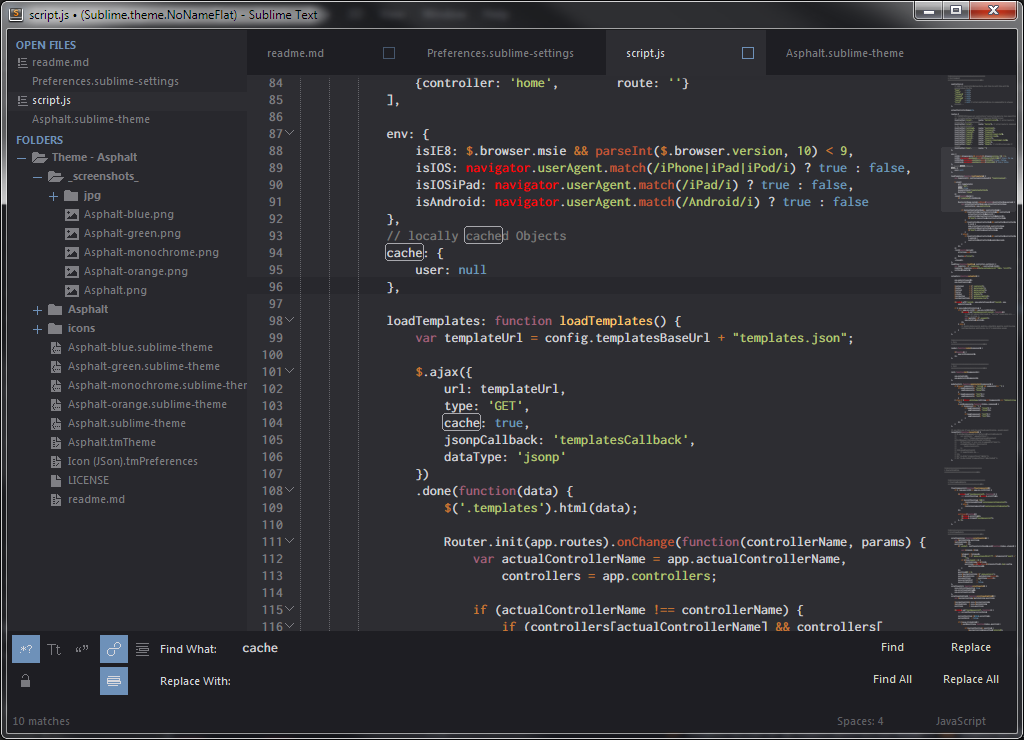 script.js • (Sublime.theme.NoNameFlat) - Sublime Text
OPEN FILES
readme.md
Preferences.sublime-settings
script.js
Asphalt.sublime-theme
FOLDERS
Theme - Asphalt
_screenshots_
jpg
Asphalt-blue.png
Asphalt-green.png
Asphalt-monochrome.png
Asphalt-orange.png
Asphalt.png
Asphalt
icons
Asphalt-blue.sublime-theme
Asphalt-green.sublime-theme
Asphalt-monochrome.sublime-ther
Asphalt-orange.sublime-theme
Asphalt.sublime-theme
Asphalt.tmTheme
Icon (JSon).tmPreferences
LICENSE
readme.md
readme.md Preferences.sublime-settings script.js Asphalt.sublime-theme
84 {controller: 'home', route: ''}
85 ],
86
87 env: {
88 isIE8: $.browser.msie && parseInt($.browser.version, 10) < 9,
89 isIOS: navigator.userAgent.match(/iPhone|iPad|iPod/i) ? true : false,
90 isIOSiPad: navigator.userAgent.match(/iPad/i) ? true : false,
91 isAndroid: navigator.userAgent.match(/Android/i) ? true : false
92 },
93 // locally cached Objects
94 cache: {
95 user: null
96 },
97
98 loadTemplates: function loadTemplates() {
99 var templateUrl = config.templatesBaseUrl + "templates.json";
100
101 $.ajax({
102 url: templateUrl,
103 type: 'GET',
104 cache: true,
105 jsonpCallback: 'templatesCallback',
106 dataType: 'jsonp'
107 })
108 .done(function(data) {
109 $('.templates').html(data);
110
111 Router.init(app.routes).onChange(function(controllerName, params) {
112 var actualControllerName = app.actualControllerName,
113 controllers = app.controllers;
114
115 if (actualControllerName !== controllerName) {
116 if (controllers[actualControllerName] && controllers[
*? Tt “” Find What: cache Find Replace
Replace With: Find All Replace All
10 matches Spaces: 4 JavaScript